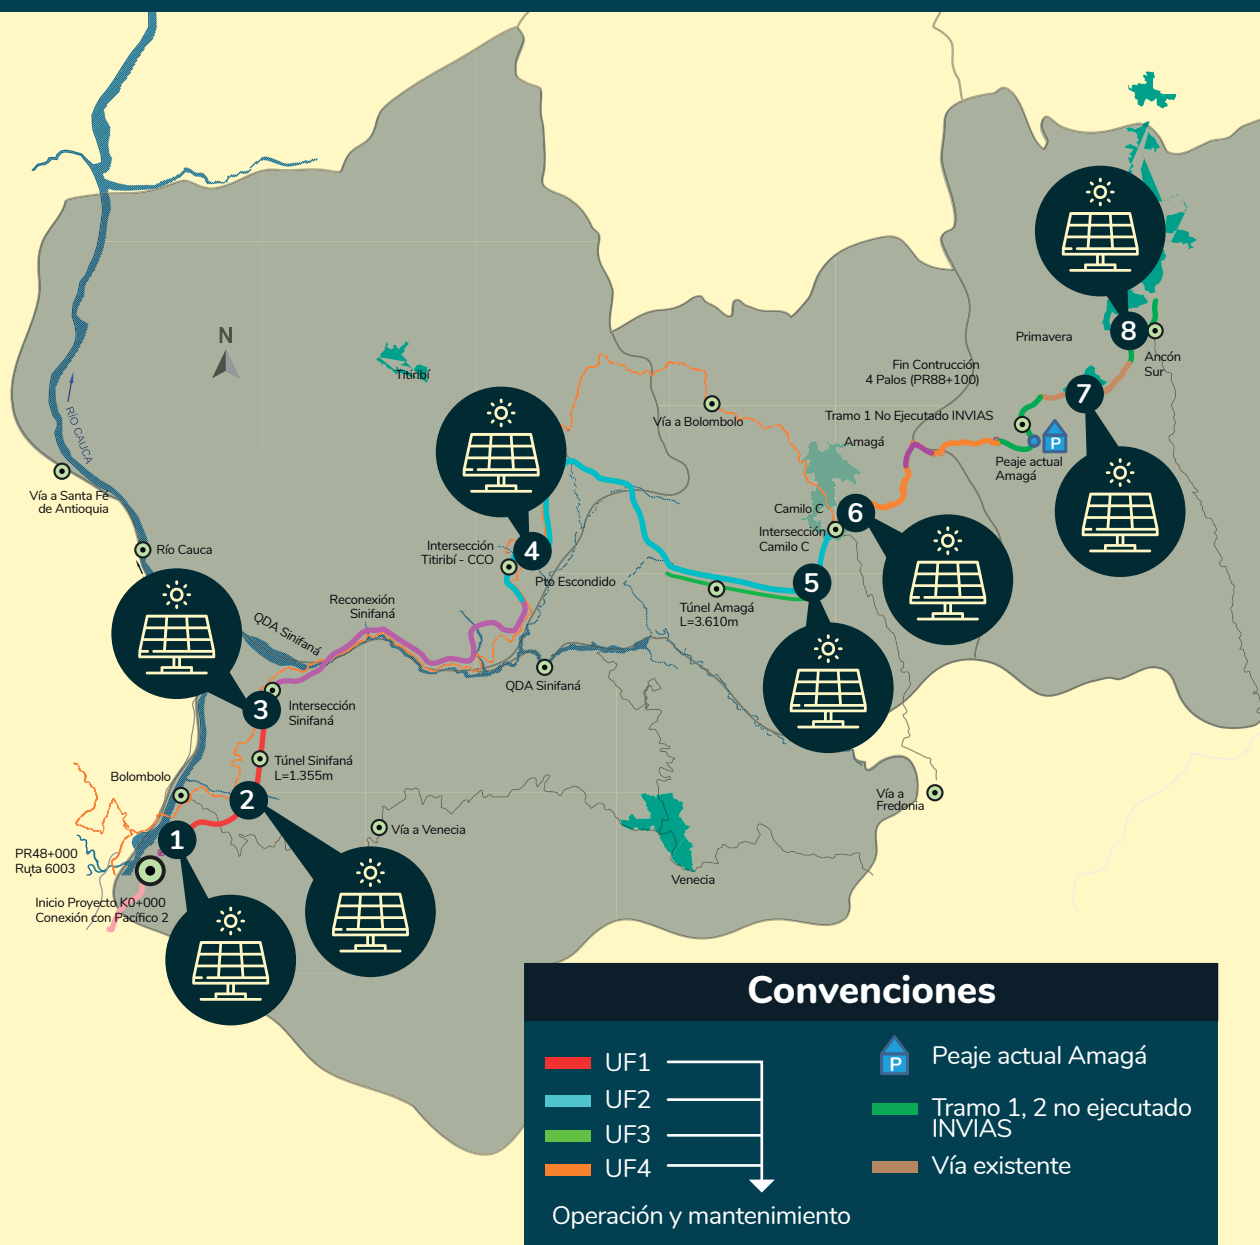 N
Titiribí
RÍO CAUCA
Primavera
8
Ancón
Sur
Fin Contrucción
4 Palos (PR88+100)
7
Vía a Bolombolo
Tramo 1 No Ejecutado INVIAS
P
Amagá
Peaje actual
Amagá
Vía a Santa Fé
de Antioquia
Camilo C
6
Intersección
Camilo C
Río Cauca
Intersección
Titiribí - CCO
4
Pto Escondido
5
Túnel Amagá
L=3.610m
Reconexión
Sinifaná
QDA Sinifaná
QDA Sinifaná
3
Intersección
Sinifaná
Túnel Sinifaná
L=1.355m
Bolombolo
2
Vía a
Fredonia
1
Vía a Venecia
PR48+000
Ruta 6003
Venecia
Inicio Proyecto K0+000
Conexión con Pacífico 2
Convenciones
UF1
UF2
UF3
UF4
Operación y mantenimiento
P
Peaje actual Amagá
Tramo 1, 2 no ejecutado
INVIAS
Vía existente